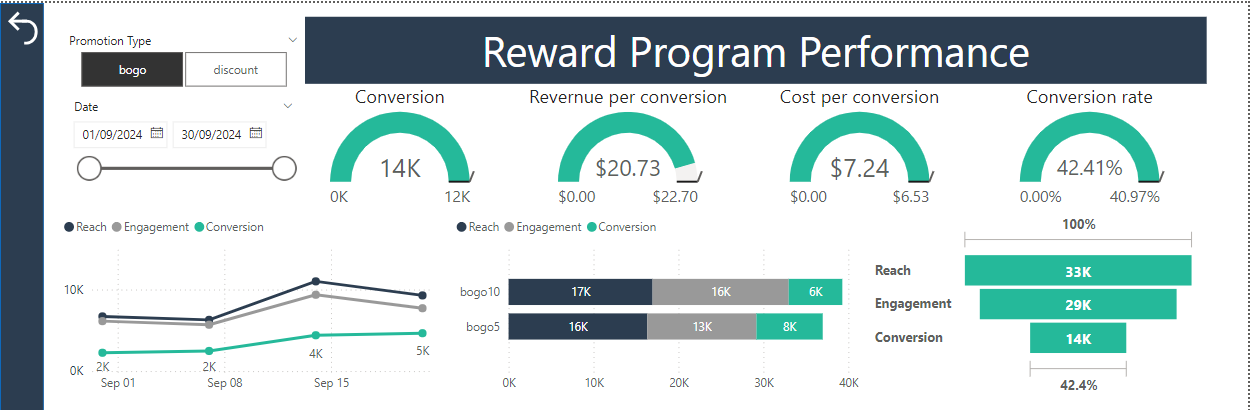 Promotion Type
bogo
discount
Date
01/09/2024
30/09/2024
Reward Program Performance
Conversion
14K
0K
12K
Revernue per conversion
$20.73
$0.00
$22.70
Cost per conversion
$7.24
$0.00
$6.53
Conversion rate
42.41%
0.00%
40.97%
Reach Engagement Conversion
10K
0K
2K
2K
4K
5K
Sep 01
Sep 08
Sep 15
Reach Engagement Conversion
bogo10
17K
16K
6K
bogo5
16K
13K
8K
0K
10K
20K
30K
40K
100%
Reach
33K
Engagement
29K
Conversion
14K
42.4%